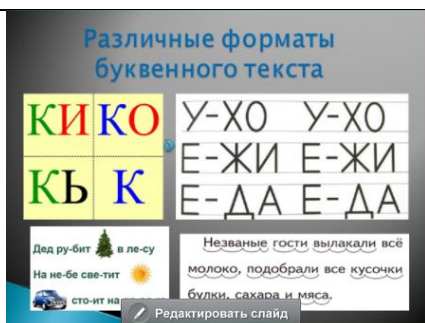 Различные форматы
буквенного текста
КИ КО
КЬ К
У-ХО У-ХО
Е-ЖИ Е-ЖИ
Е-ДА Е-ДА
Дед ру-бит в ле-су
На не-бе све-тит
сто-ит на
Незваные гости вылакали всё
молоко, подобрали все кусочки
булки, сахара и мяса.
Редактировать слайд